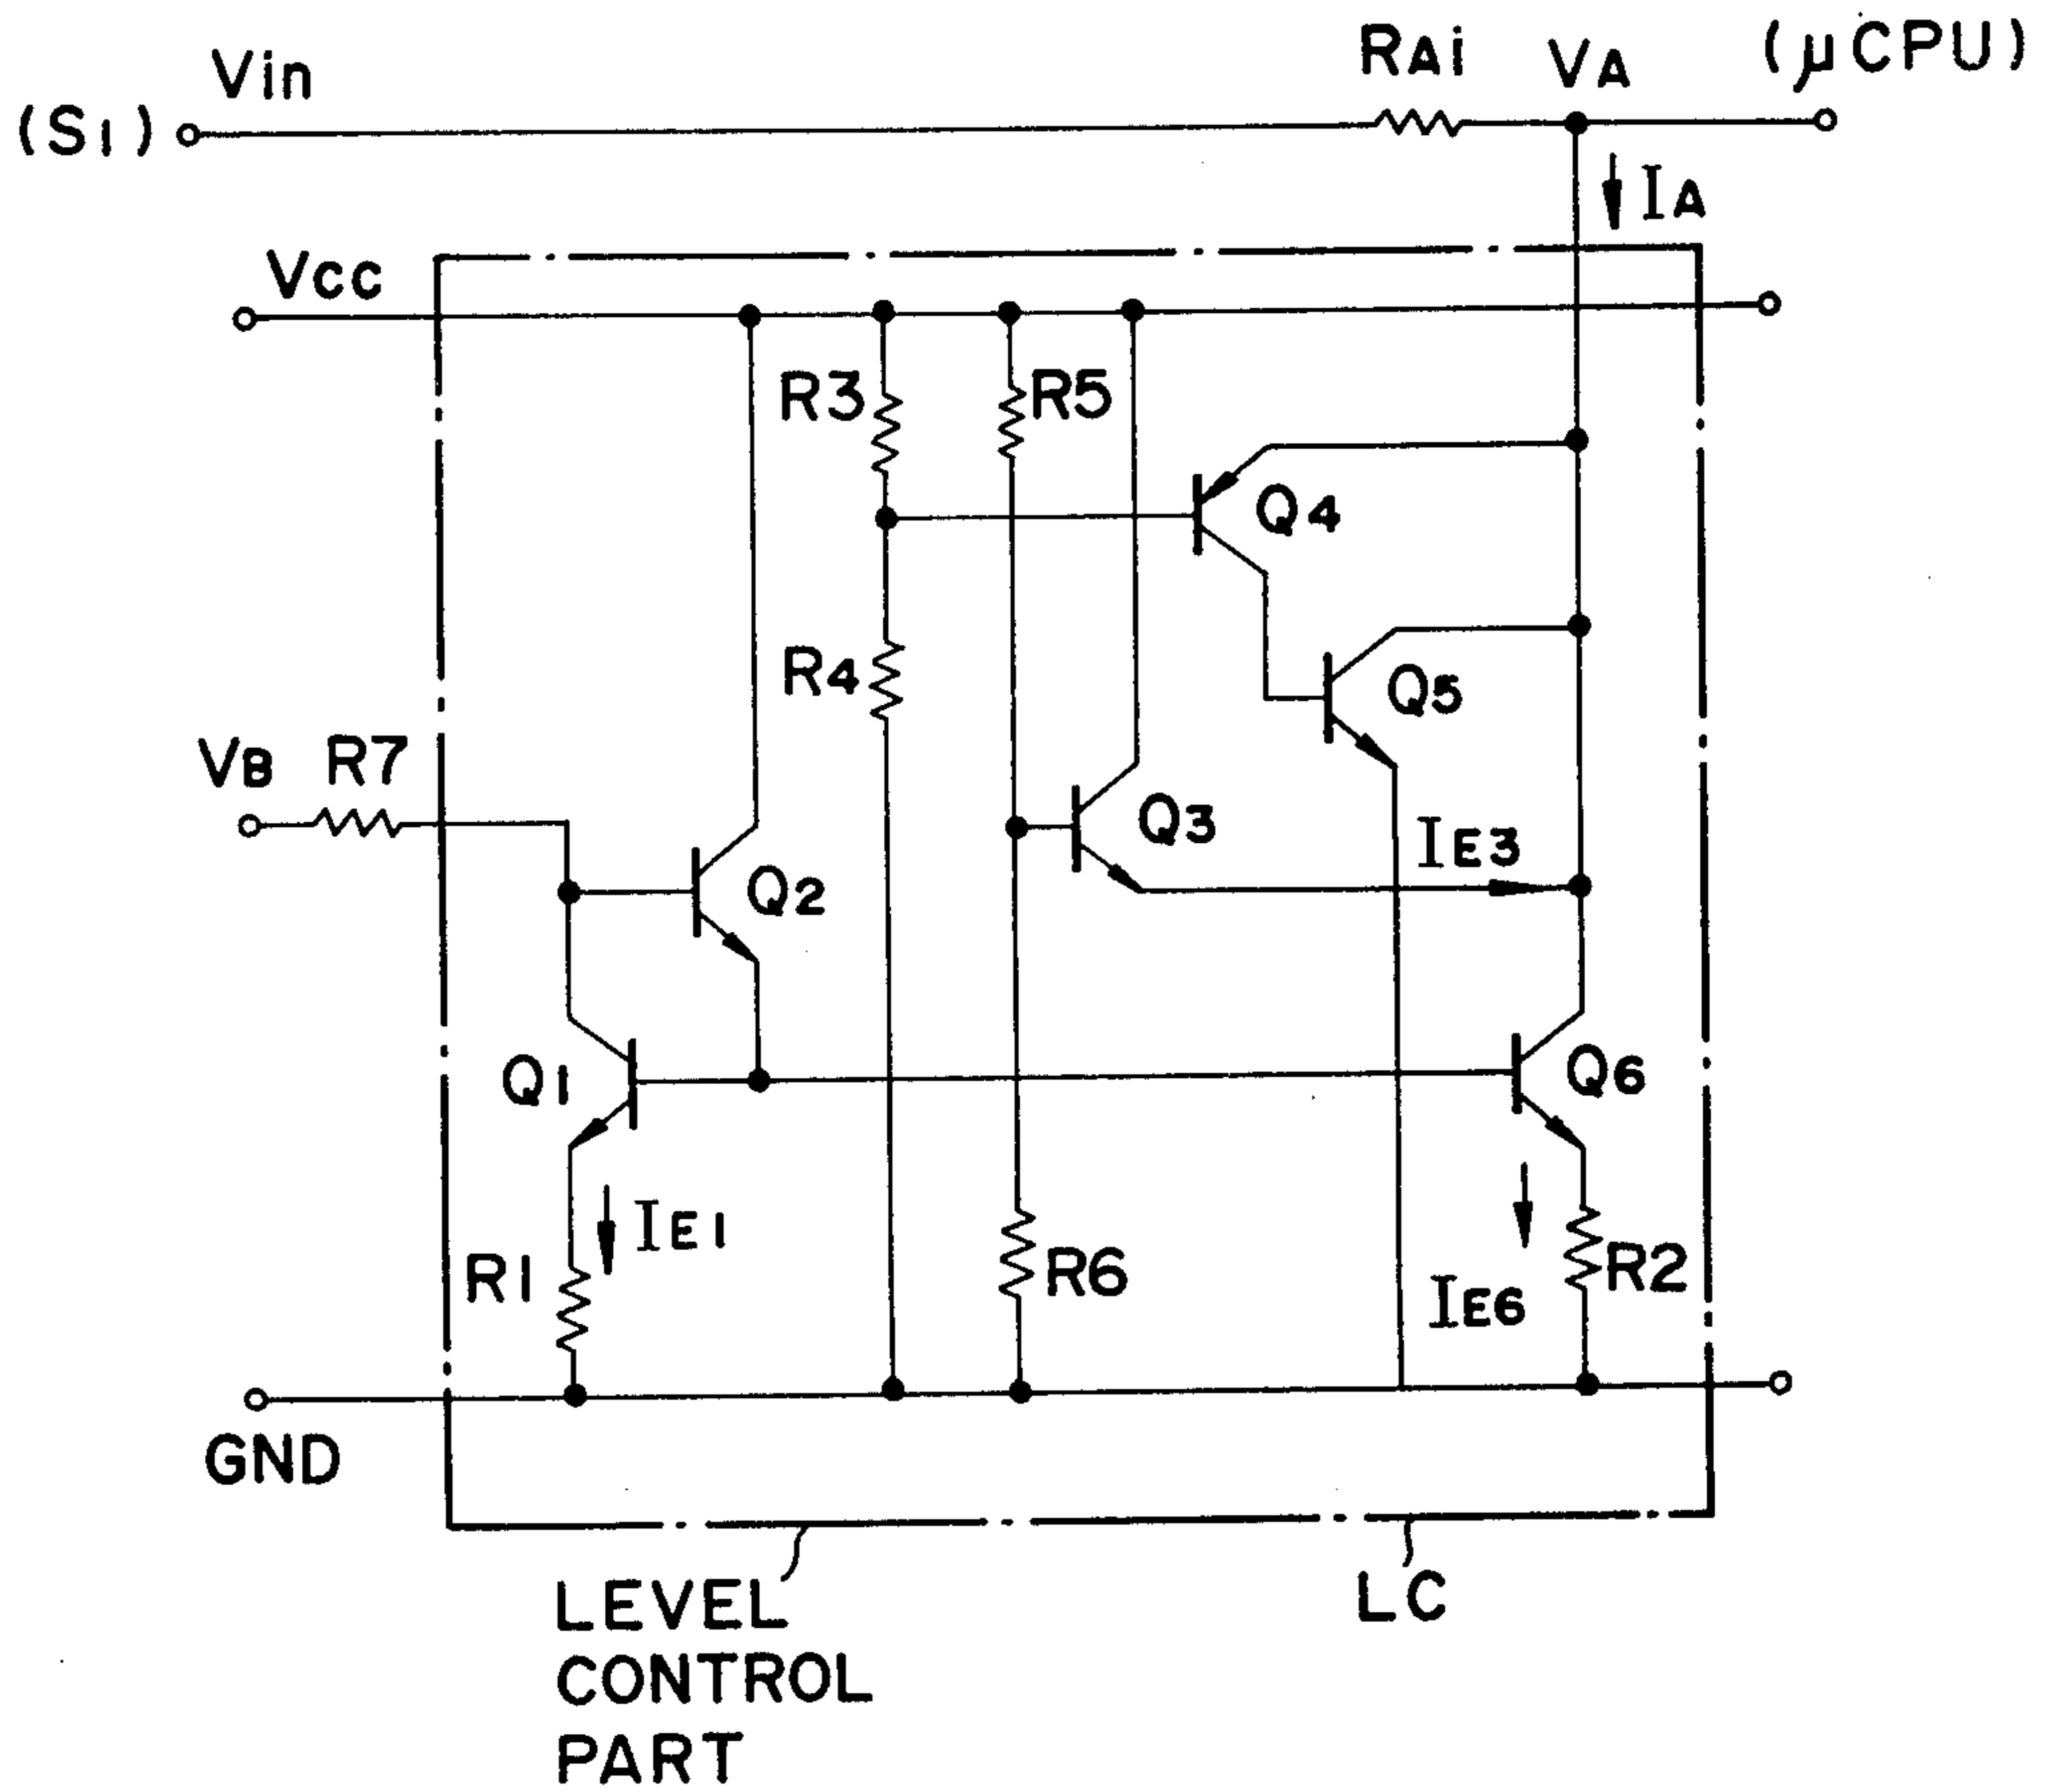 Vin
RAi
VA
(μCPU)
(S1)
IA
Vcc
R3
R5
Q4
R4
Q5
VB
R7
Q3
IE3
Q2
Q1
Q6
IE1
R1
R6
IE6
R2
GND
LEVEL
CONTROL
PART
LC